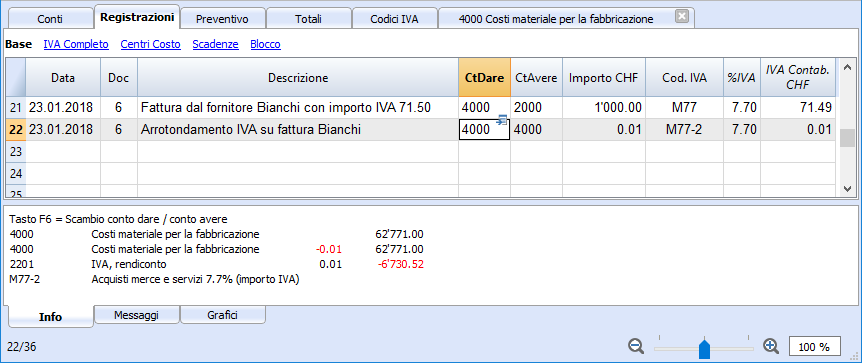 Conti Registrazioni Preventivo Totali Codici IVA 4000 Costi materiale per la fabbricazione
Base IVA Completo Centri Costo Scadenze Blocco
Data Doc Descrizione CtDare CtAvere Importo CHF Cod. IVA %IVA IVA Contab. CHF
21 23.01.2018 6 Fattura dal fornitore Bianchi con importo IVA 71.50 4000 2000 1'000.00 M77 7.70 71.49
22 23.01.2018 6 Arrotondamento IVA su fattura Bianchi 4000 4000 0.01 M77-2 7.70 0.01
23
24
25
Tasto F6 = Scambio conto dare / conto avere
4000 Costi materiale per la fabbricazione 62'771.00
4000 Costi materiale per la fabbricazione -0.01 62'771.00
2201 IVA, rendiconto 0.01 -6'730.52
M77-2 Acquisti merce e servizi 7.7% (importo IVA)
Info Messaggi Grafici
22/36 100 %